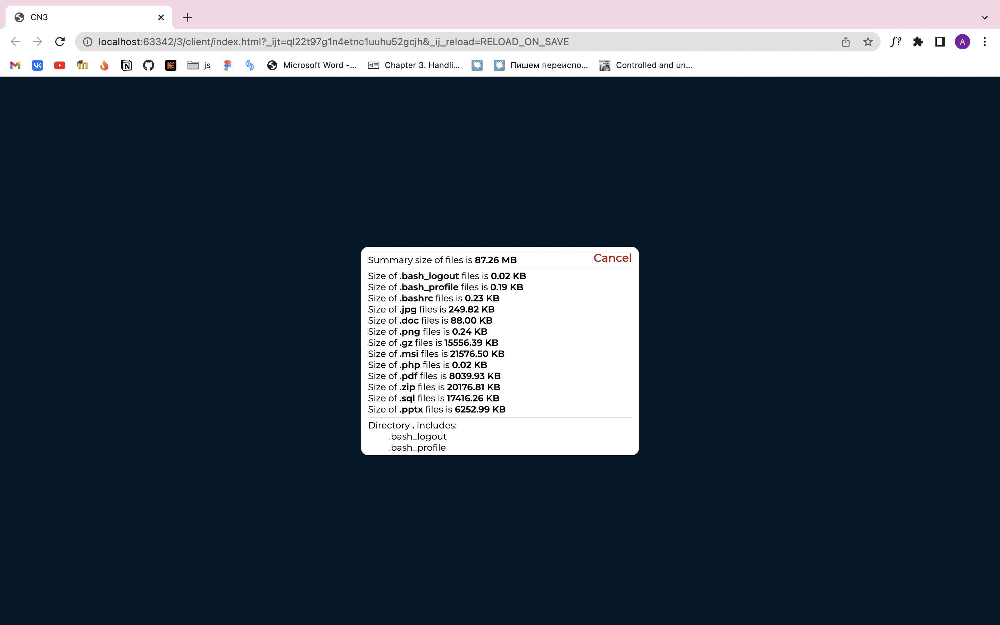 CN3
localhost:63342/3/client/index.html?_ijt=ql22t97g1n4etnc1uuhu52gcjh&_ij_reload=RELOAD_ON_SAVE
f?
A
VK
js
Microsoft Word -...
Chapter 3. Handli...
Пишем переиспо...
Controlled and un...
Cancel
Summary size of files is 87.26 MB
Size of .bash_logout files is 0.02 KB
Size of .bash_profile files is 0.19 KB
Size of .bashrc files is 0.23 KB
Size of .jpg files is 249.82 KB
Size of .doc files is 88.00 KB
Size of .png files is 0.24 KB
Size of .gz files is 15556.39 KB
Size of .msi files is 21576.50 KB
Size of .php files is 0.02 KB
Size of .pdf files is 8039.93 KB
Size of .zip files is 20176.81 KB
Size of .sql files is 17416.26 KB
Size of .pptx files is 6252.99 KB
Directory . includes:
.bash_logout
.bash_profile